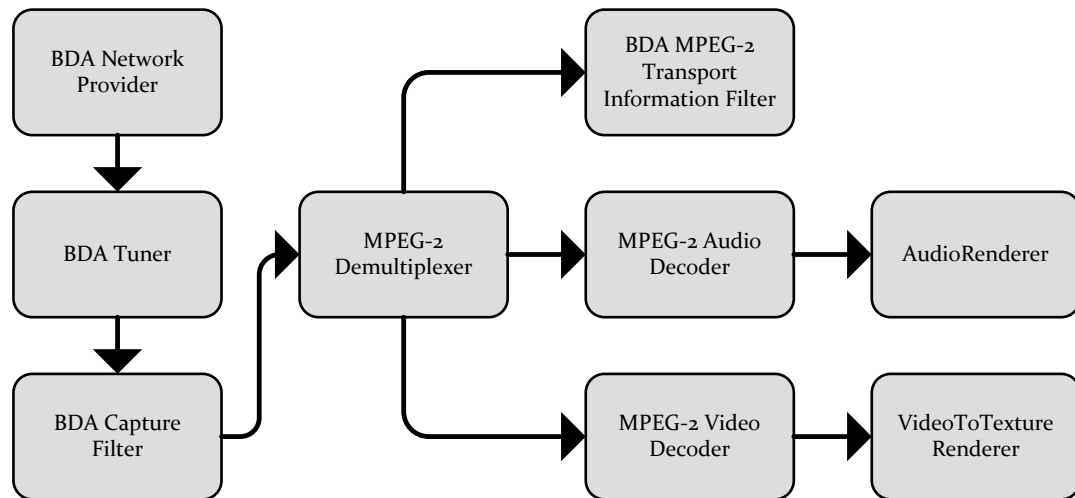 BDA Network
Provider
BDA Tuner
BDA Capture
Filter
MPEG-2
Demultiplexer
BDA MPEG-2
Transport
Information Filter
MPEG-2 Audio
Decoder
AudioRenderer
MPEG-2 Video
Decoder
VideoToTexture
Renderer